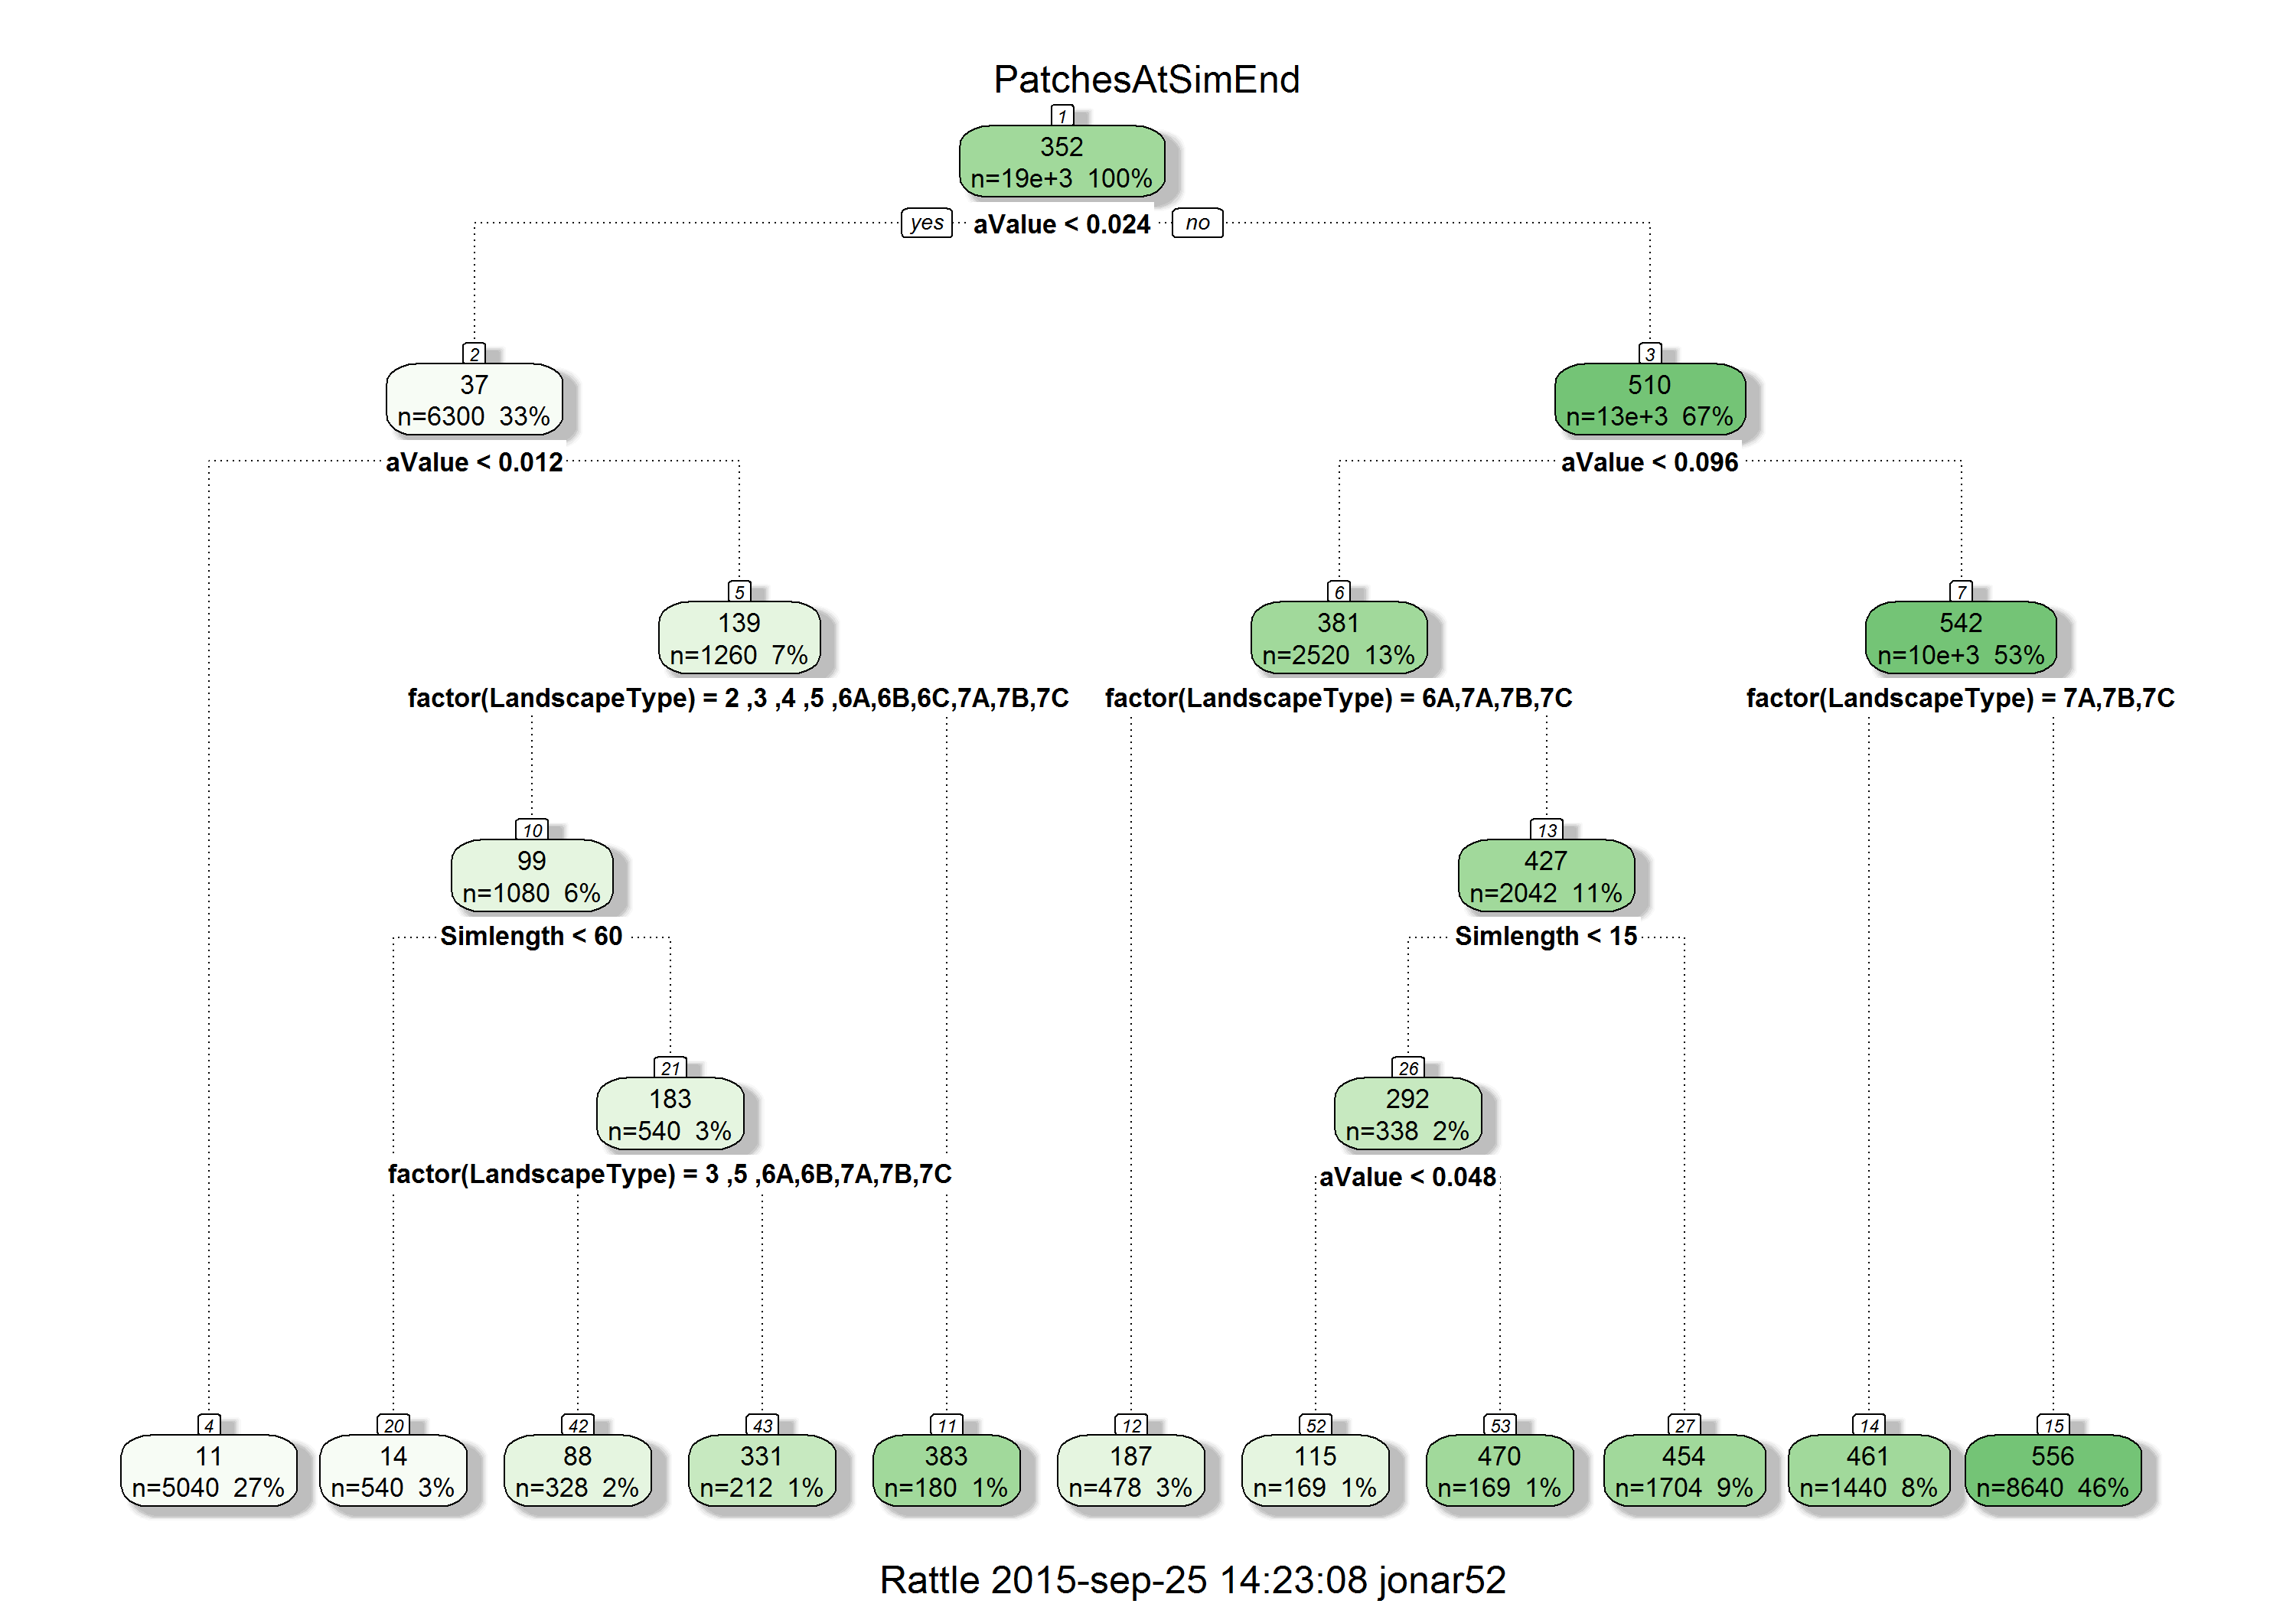 PatchesAtSimEnd
1
352
n=19e+3 100%
yes aValue < 0.024 no
2 3
37 510
n=6300 33% n=13e+3 67%
aValue < 0.012 aValue < 0.096
5 6 7
139 381 542
n=1260 7% n=2520 13% n=10e+3 53%
factor(LandscapeType) = 2 ,3 ,4 ,5 ,6A,6B,6C,7A,7B,7C factor(LandscapeType) = 6A,7A,7B,7C factor(LandscapeType) = 7A,7B,7C
10 13
99 427
n=1080 6% n=2042 11%
Simlength < 60 Simlength < 15
21 26
183 292
n=540 3% n=338 2%
factor(LandscapeType) = 3 ,5 ,6A,6B,7A,7B,7C aValue < 0.048
4 20 42 43 11 12 52 53 27 14 15
11 14 88 331 383 187 115 470 454 461 556
n=5040 27% n=540 3% n=328 2% n=212 1% n=180 1% n=478 3% n=169 1% n=169 1% n=1704 9% n=1440 8% n=8640 46%
Rattle 2015-sep-25 14:23:08 jonar52